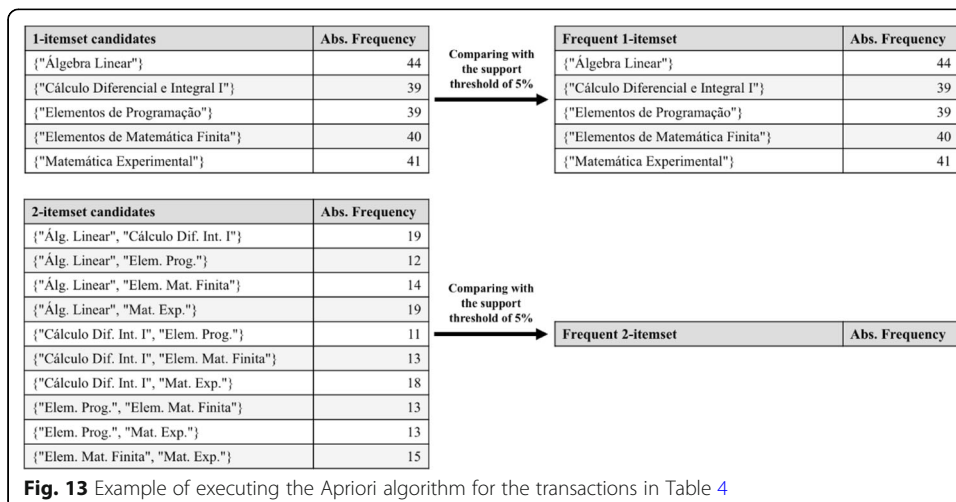 1-itemset candidates Abs. Frequency
{"Álgebra Linear"} 44
{"Cálculo Diferencial e Integral I"} 39
{"Elementos de Programação"} 39
{"Elementos de Matemática Finita"} 40
{"Matemática Experimental"} 41
Comparing with
the support
threshold of 5%
Frequent 1-itemset Abs. Frequency
{"Álgebra Linear"} 44
{"Cálculo Diferencial e Integral I"} 39
{"Elementos de Programação"} 39
{"Elementos de Matemática Finita"} 40
{"Matemática Experimental"} 41
2-itemset candidates Abs. Frequency
{"Álg. Linear", "Cálculo Dif. Int. I"} 19
{"Álg. Linear", "Elem. Prog."} 12
{"Álg. Linear", "Elem. Mat. Finita"} 14
{"Álg. Linear", "Mat. Exp."} 19
{"Cálculo Dif. Int. I", "Elem. Prog."} 11
{"Cálculo Dif. Int. I", "Elem. Mat. Finita"} 13
{"Cálculo Dif. Int. I", "Mat. Exp."} 18
{"Elem. Prog.", "Elem. Mat. Finita"} 13
{"Elem. Prog.", "Mat. Exp."} 13
{"Elem. Mat. Finita", "Mat. Exp."} 15
Comparing with
the support
threshold of 5%
Frequent 2-itemset Abs. Frequency
Fig. 13 Example of executing the Apriori algorithm for the transactions in Table 4